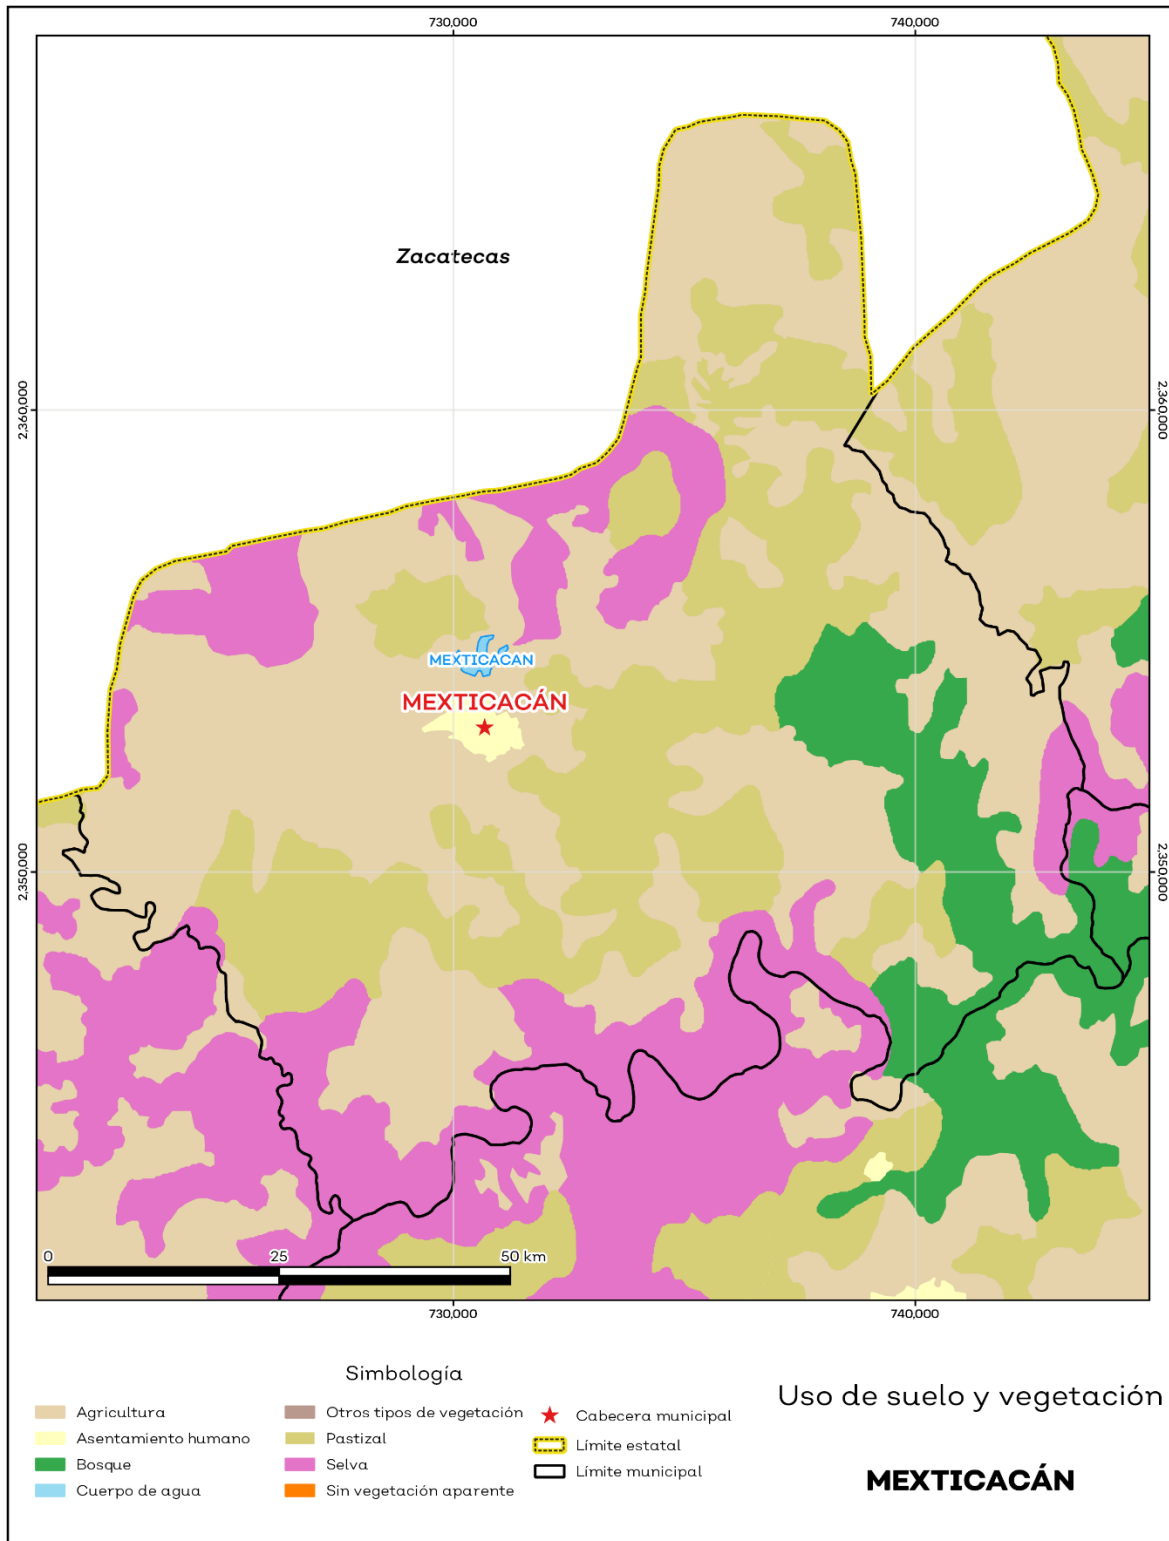 730,000
740,000
Zacatecas
2,360,000
2,360,000
MEXTICACAN
MEXTICACÁN
2,350,000
2,350,000
0
25
50 km
730,000
740,000
Simbología
Agricultura
Asentamiento humano
Bosque
Cuerpo de agua
Otros tipos de vegetación
Pastizal
Selva
Sin vegetación aparente
Cabecera municipal
Límite estatal
Límite municipal
Uso de suelo y vegetación
MEXTICACÁN